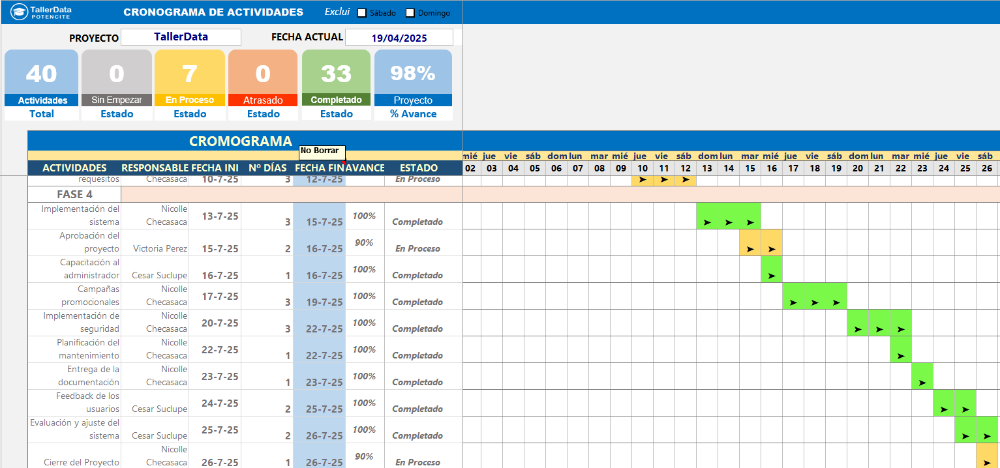 TallerData
POTENCITE
CRONOGRAMA DE ACTIVIDADES Exclui Sábado Domingo
PROYECTO TallerData FECHA ACTUAL 19/04/2025
40 0 7 0 33 98%
Actividades Sin Empezar En Proceso Atrasado Completado Proyecto
Total Estado Estado Estado Estado % Avance
CROMOGRAMA
No Borrar
mié jue vie sáb dom lun mar mié jue vie sáb dom lun mar mié jue vie sáb dom lun mar mié jue vie sáb
ACTIVIDADES RESPONSABLE FECHA INI Nº DÍAS FECHA FIN AVANCE ESTADO 02 03 04 05 06 07 08 09 10 11 12 13 14 15 16 17 18 19 20 21 22 23 24 25 26
requesitos Checasaca 10-7-25 3 12-7-25 En Proceso
FASE 4
Implementación del Nicolle
sistema Checasaca 13-7-25 3 15-7-25 100% Completado
Aprobación del
proyecto Victoria Perez 15-7-25 2 16-7-25 90% En Proceso
Capacitación al
administrador Cesar Suclupe 16-7-25 1 16-7-25 100% Completado
Campañas Nicolle
promocionales Checasaca 17-7-25 3 19-7-25 100% Completado
Implementación de Nicolle
seguridad Checasaca 20-7-25 3 22-7-25 100% Completado
Planificación del Nicolle
mantenimiento Checasaca 22-7-25 1 22-7-25 100% Completado
Entrega de la Nicolle
documentación Checasaca 23-7-25 1 23-7-25 100% Completado
Feedback de los
usuarios Cesar Suclupe 24-7-25 2 25-7-25 100% Completado
Evaluación y ajuste del
sistema Cesar Suclupe 25-7-25 2 26-7-25 100% Completado
Nicolle
Cierre del Proyecto Checasaca 26-7-25 1 26-7-25 90% En Proceso